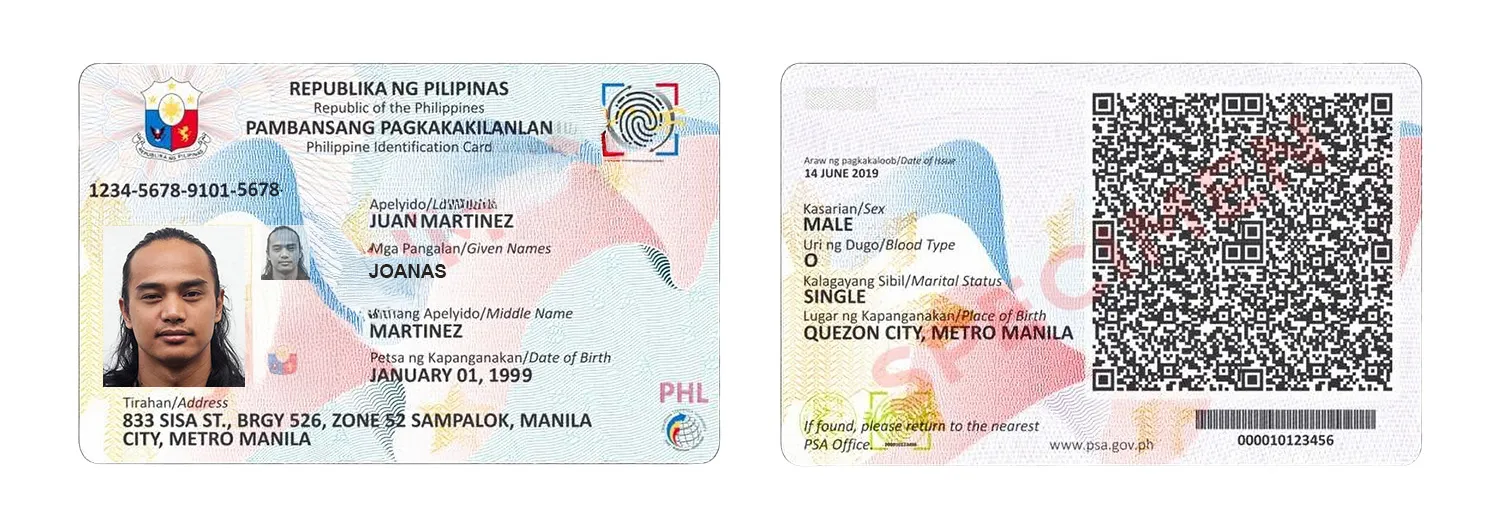 REPUBLIKA NG PILIPINAS
Republic of the Philippines
PAMBANSANG PAGKAKAKILANLAN
Philippine Identification Card
REPUBLIKA NG PILIPINAS
1234-5678-9101-5678
Apelyido/
JUAN MARTINEZ
Mga Pangalan/Given Names
JOANAS
Apelyido/Middle Name
MARTINEZ
Petsa ng Kapanganakan/Date of Birth
JANUARY 01, 1999
PHL
Tirahan/Address
833 SISA ST., BRGY 526, ZONE 52 SAMPALOK, MANILA
CITY, METRO MANILA
Araw ng pagkakaloob/Date of Issue
14 JUNE 2019
Kasarian/Sex
MALE
Uri ng Dugo/Blood Type
O
Kalagayang Sibil/Marital Status
SINGLE
Lugar ng Kapanganakan/Place of Birth
QUEZON CITY, METRO MANILA
SPECIMEN
If found, please return to the nearest
PSA Office.
www.psa.gov.ph
000010123456